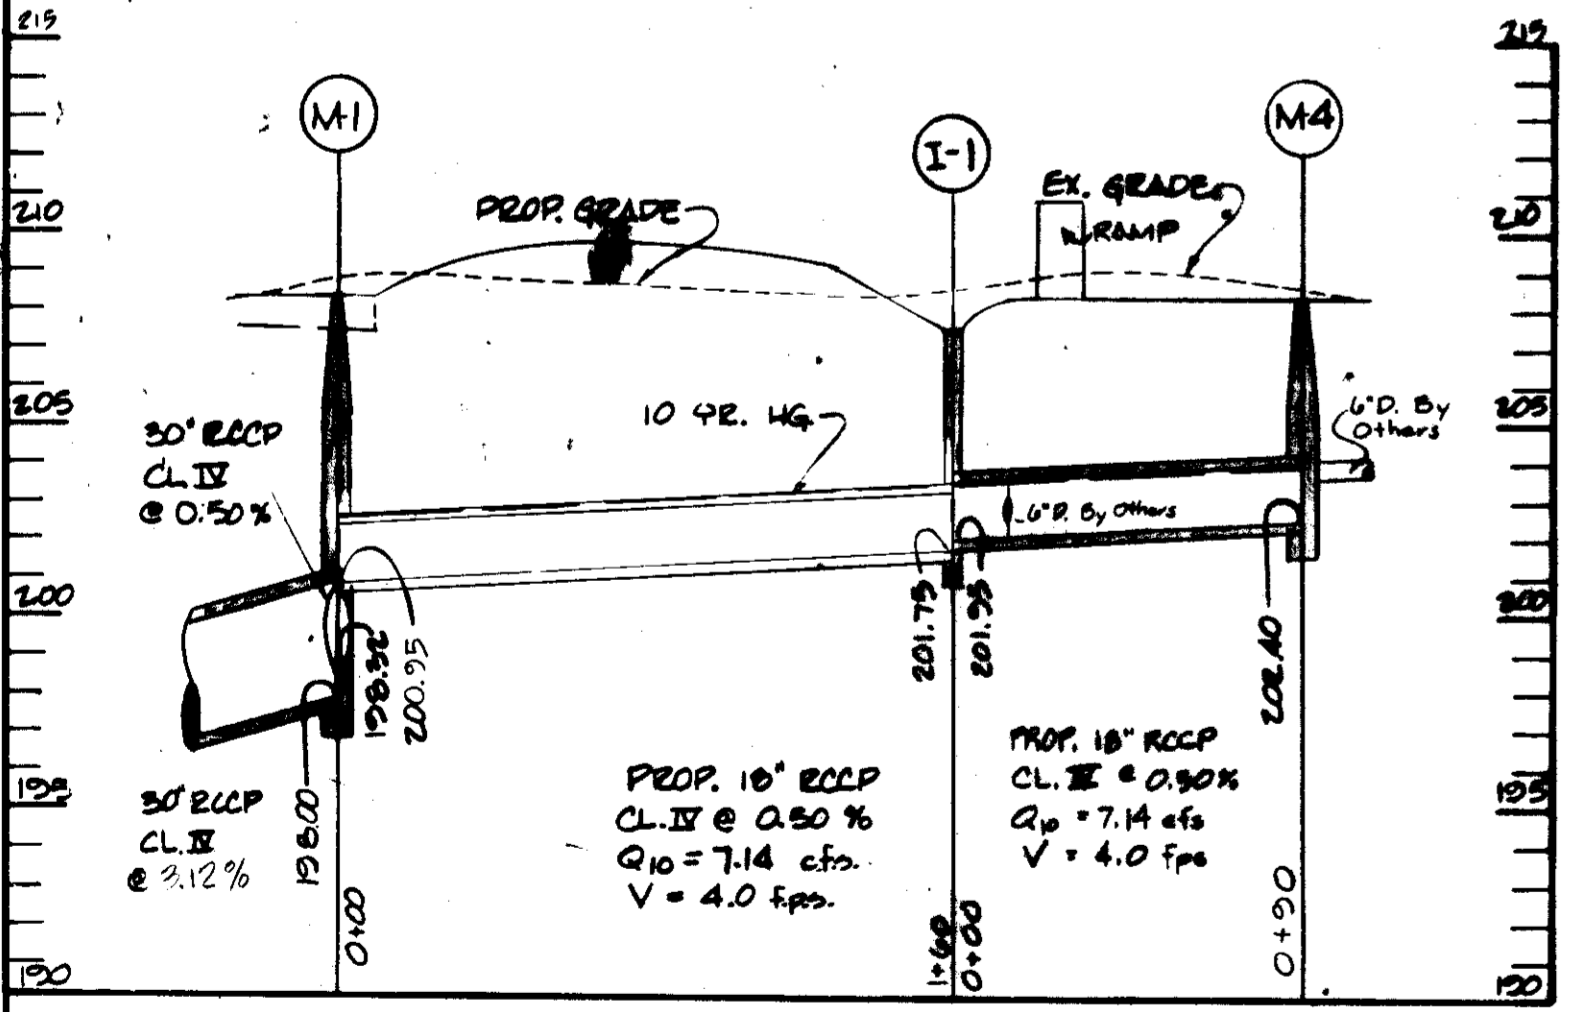 215
215
M-1
M-4
I-1
EX. GRADE
W RAMP
PROP. GRADE
210
210
205
205
6"D. By
Others
10 YR. HG
30" RCCP
CL. IV
@ 0.50%
6"D. By Others
200
200
198.32
200.95
201.75
201.95
202.40
198.00
195
195
30" RCCP
CL. IV
@ 3.12%
PROP. 18" RCCP
CL. IV @ 0.50 %
Q10 = 7.14 cfs.
V = 4.0 f.p.s.
PROP. 18" RCCP
CL. IV @ 0.50%
Q10 = 7.14 cfs
V = 4.0 fps
0+00
1+60
0+00
0+90
190
190